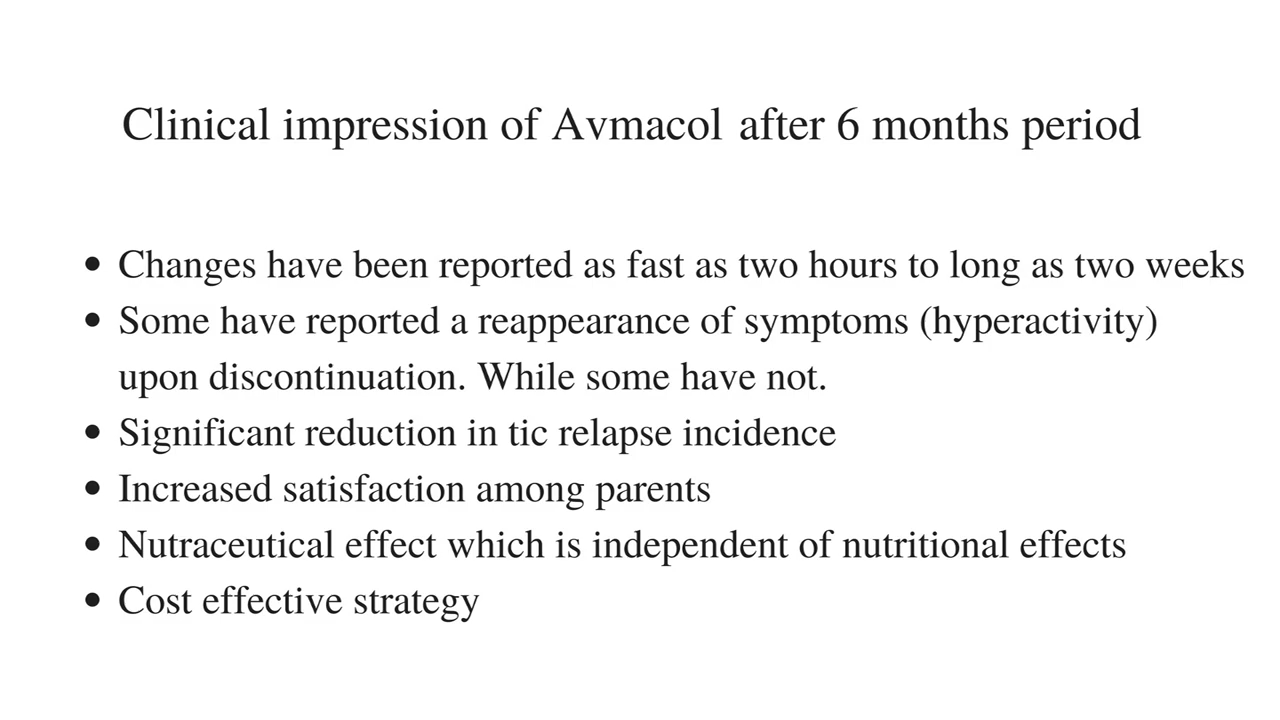 Clinical impression of Avmacol after 6 months period
• Changes have been reported as fast as two hours to long as two weeks
• Some have reported a reappearance of symptoms (hyperactivity)
upon discontinuation. While some have not.
• Significant reduction in tic relapse incidence
• Increased satisfaction among parents
• Nutraceutical effect which is independent of nutritional effects
• Cost effective strategy